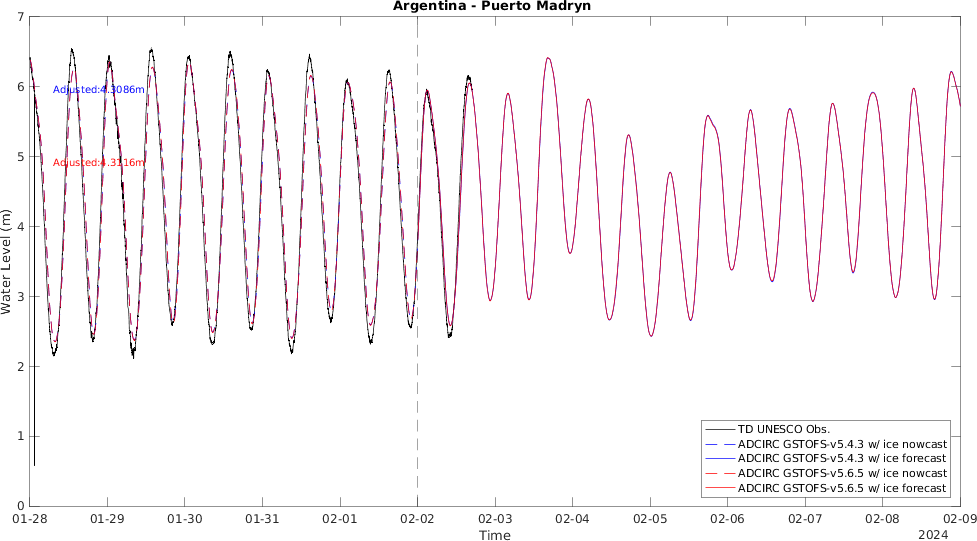 Argentina - Puerto Madryn
7
6
5
4
3
2
1
0
Water Level (m)
Adjusted:4.3086m
Adjusted:4.3116m
TD UNESCO Obs.
ADCIRC GSTOFS-v5.4.3 w/ ice nowcast
ADCIRC GSTOFS-v5.4.3 w/ ice forecast
ADCIRC GSTOFS-v5.6.5 w/ ice nowcast
ADCIRC GSTOFS-v5.6.5 w/ ice forecast
01-28 01-29 01-30 01-31 02-01 02-02 02-03 02-04 02-05 02-06 02-07 02-08 02-09
Time
2024